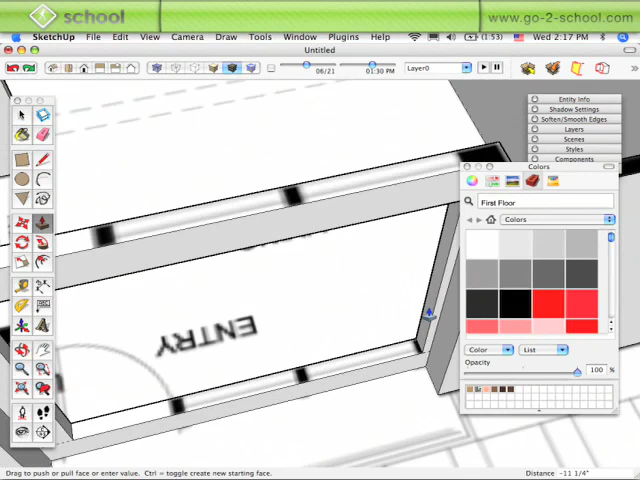 school
www.go-2-school.com
SketchUp File Edit View Camera Draw Tools Window Plugins Help (1:53) Wed 2:17 PM
Untitled
06/21 01:30 PM Layer0
Entity Info
Shadow Settings
Soften/Smooth Edges
Layers
Scenes
Styles
Components
Colors
First Floor
Colors
ENTRY
Color List
Opacity
100 %
Drag to push or pull face or enter value. Ctrl = toggle create new starting face. Distance -11 1/4"